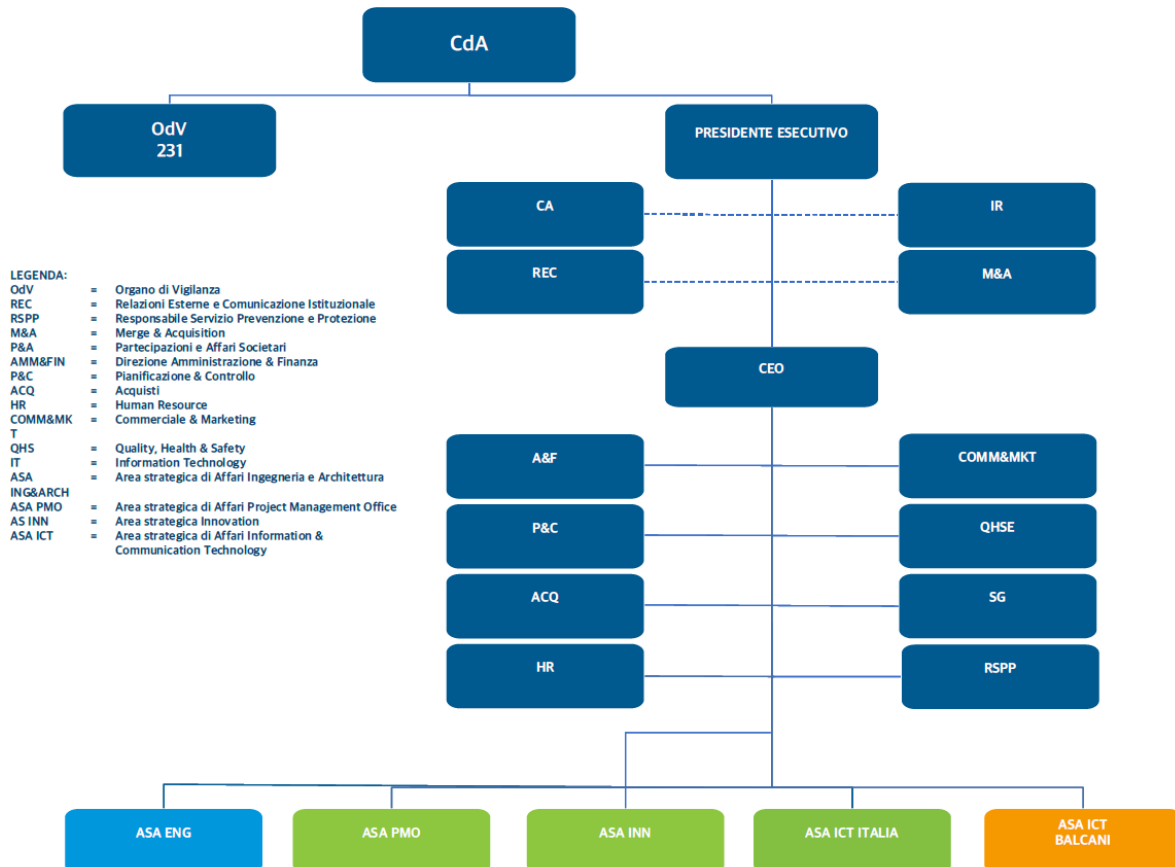 CdA
OdV
231
PRESIDENTE ESECUTIVO
CA
IR
REC
M&A
LEGENDA:
OdV = Organo di Vigilanza
REC = Relazioni Esterne e Comunicazione Istituzionale
RSPP = Responsabile Servizio Prevenzione e Protezione
M&A = Merge & Acquisition
P&A = Partecipazioni e Affari Societari
AMM&FIN = Direzione Amministrazione & Finanza
P&C = Pianificazione & Controllo
ACQ = Acquisti
HR = Human Resource
COMM&MK = Commerciale & Marketing
T
QHS = Quality, Health & Safety
IT = Information Technology
ASA = Area strategica di Affari Ingegneria e Architettura
ING&ARCH
ASA PMO = Area strategica di Affari Project Management Office
AS INN = Area strategica Innovation
ASA ICT = Area strategica di Affari Information &
Communication Technology
CEO
A&F
COMM&MKT
P&C
QHSE
ACQ
SG
HR
RSPP
ASA ENG
ASA PMO
ASA INN
ASA ICT ITALIA
ASA ICT
BALCANI